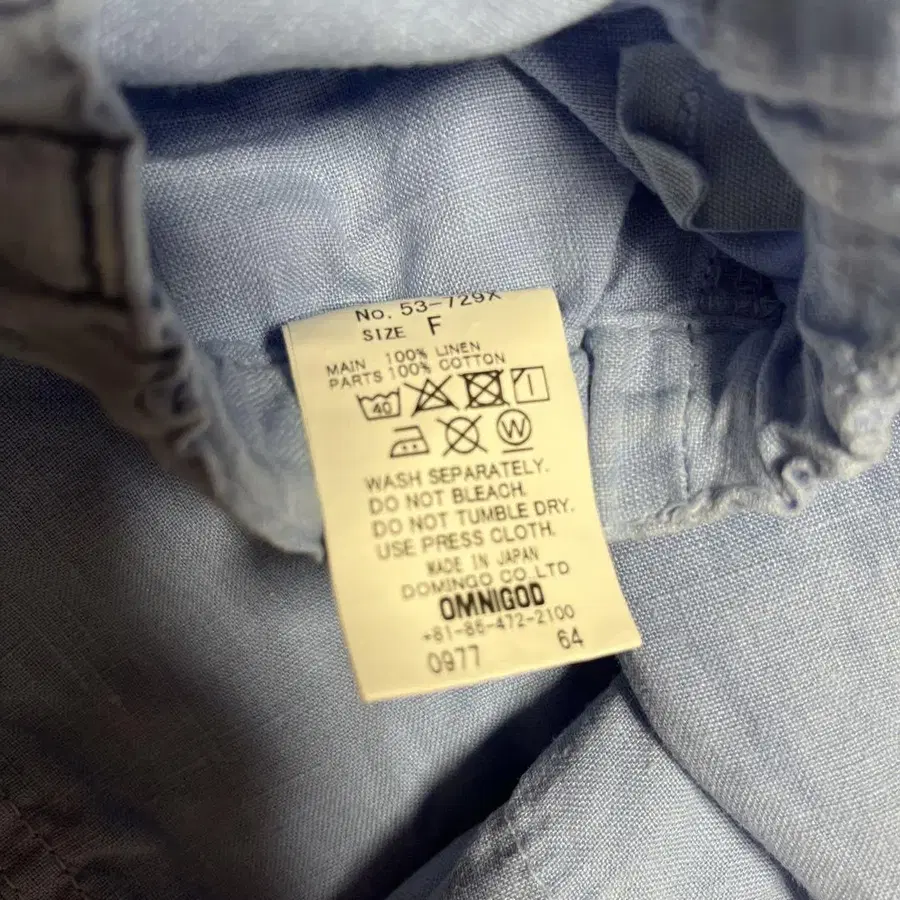 No. 53-729X
SIZE F
MAIN 100% LINEN
PARTS 100% COTTON
40
W
WASH SEPARATELY.
DO NOT BLEACH.
DO NOT TUMBLE DRY.
USE PRESS CLOTH.
MADE IN JAPAN
DOMINGO CO.,LTD
OMNIGOD
+81-86-472-2100
0977 64